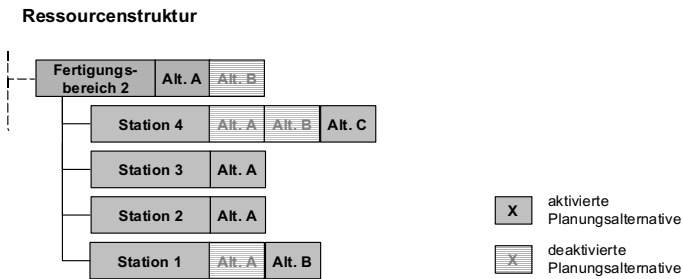 Ressourcenstruktur
Fertigungs-
bereich 2
Alt. A
Alt. B
Station 4
Alt. A
Alt. B
Alt. C
Station 3
Alt. A
Station 2
Alt. A
Station 1
Alt. A
Alt. B
X
aktivierte
Planungsalternative
X
deaktivierte
Planungsalternative